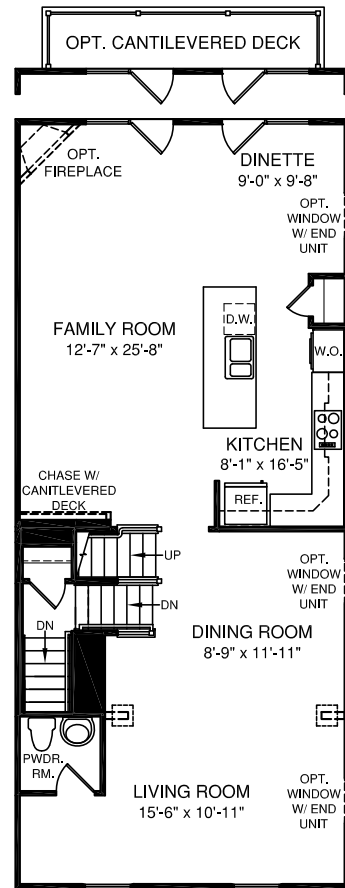 OPT. CANTILEVERED DECK
OPT.
FIREPLACE
DINETTE
9'-0" x 9'-8"
OPT.
WINDOW
W/ END
UNIT
D.W.
FAMILY ROOM
12'-7" x 25'-8"
W.O.
KITCHEN
8'-1" x 16'-5"
CHASE W/
CANTLEVERED
DECK
REF.
UP
OPT.
WINDOW
W/ END
UNIT
DN
DN
DINING ROOM
8'-9" x 11'-11"
PWDR.
RM.
LIVING ROOM
15'-6" x 10'-11"
OPT.
WINDOW
W/ END
UNIT